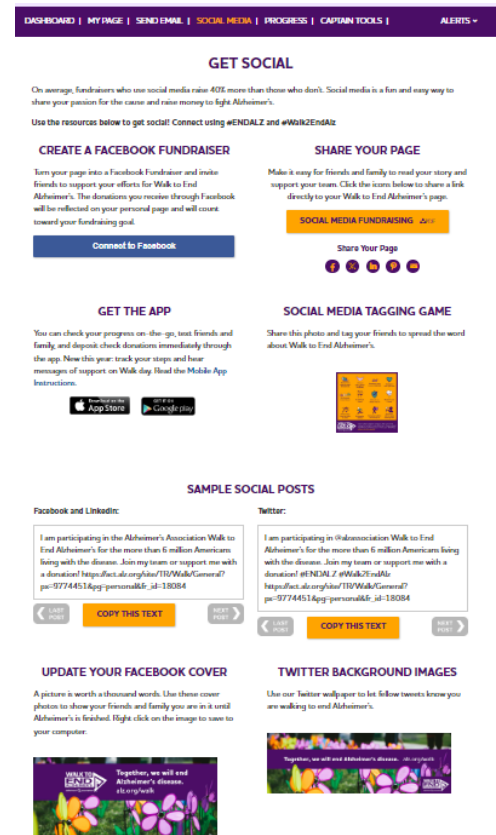 DASHBOARD | MY PAGE | SEND EMAIL | SOCIAL MEDIA | PROGRESS | CAPTAIN TOOLS | ALERTS
GET SOCIAL
On average, fundraisers who use social media raise 40% more than those who don't. Social media is a fun and easy way to
share your passion for the cause and raise money to fight Alzheimer's.
Use the resources below to get social! Connect using #ENDALZ and #Walk2EndAlz
CREATE A FACEBOOK FUNDRAISER
Turn your page into a Facebook Fundraiser and invite
friends to support your efforts for Walk to End
Alzheimer's. The donations you receive through Facebook
will be reflected on your personal page and will count
toward your fundraising goal.
Connect to Facebook
SHARE YOUR PAGE
Make it easy for friends and family to read your story and
support your team. Click the icons below to share a link
directly to your Walk to End Alzheimer's page.
SOCIAL MEDIA FUNDRAISING
Share Your Page
GET THE APP
You can check your progress on-the-go, text friends and
family, and deposit check donations immediately through
the app. New this year: track your steps and hear
messages of support on Walk day. Read the Mobile App
Instructions.
Download on the
App Store
GET IT ON
Google play
SOCIAL MEDIA TAGGING GAME
Share this photo and tag your friends to spread the word
about Walk to End Alzheimer's.
SAMPLE SOCIAL POSTS
Facebook and LinkedIn:
I am participating in the Alzheimer's Association Walk to
End Alzheimer's for the more than 6 million Americans
living with the disease. Join my team or support me with
a donation! https://act.alz.org/site/TR/Walk/General?
px=9774451&pg=personal&fr_id=18084
LAST
POST
COPY THIS TEXT
NEXT
POST
Twitter:
I am participating in @alzassociation Walk to End
Alzheimer's for the more than 6 million Americans living
with the disease. Join my team or support me with a
donation! #ENDALZ #Walk2EndAlz
https://act.alz.org/site/TR/Walk/General?
px=9774451&pg=personal&fr_id=18084
LAST
POST
COPY THIS TEXT
NEXT
POST
UPDATE YOUR FACEBOOK COVER
A picture is worth a thousand words. Use these cover
photos to show your friends and family you are in it until
Alzheimer's is finished. Right click on the image to save to
your computer.
WALK TO
END
Together, we will end
Alzheimer's disease.
alz.org/walk
TWITTER BACKGROUND IMAGES
Use our Twitter wallpaper to let fellow tweets know you
are walking to end Alzheimer's.
Together, we will end Alzheimer's disease. alz.org/walk
END